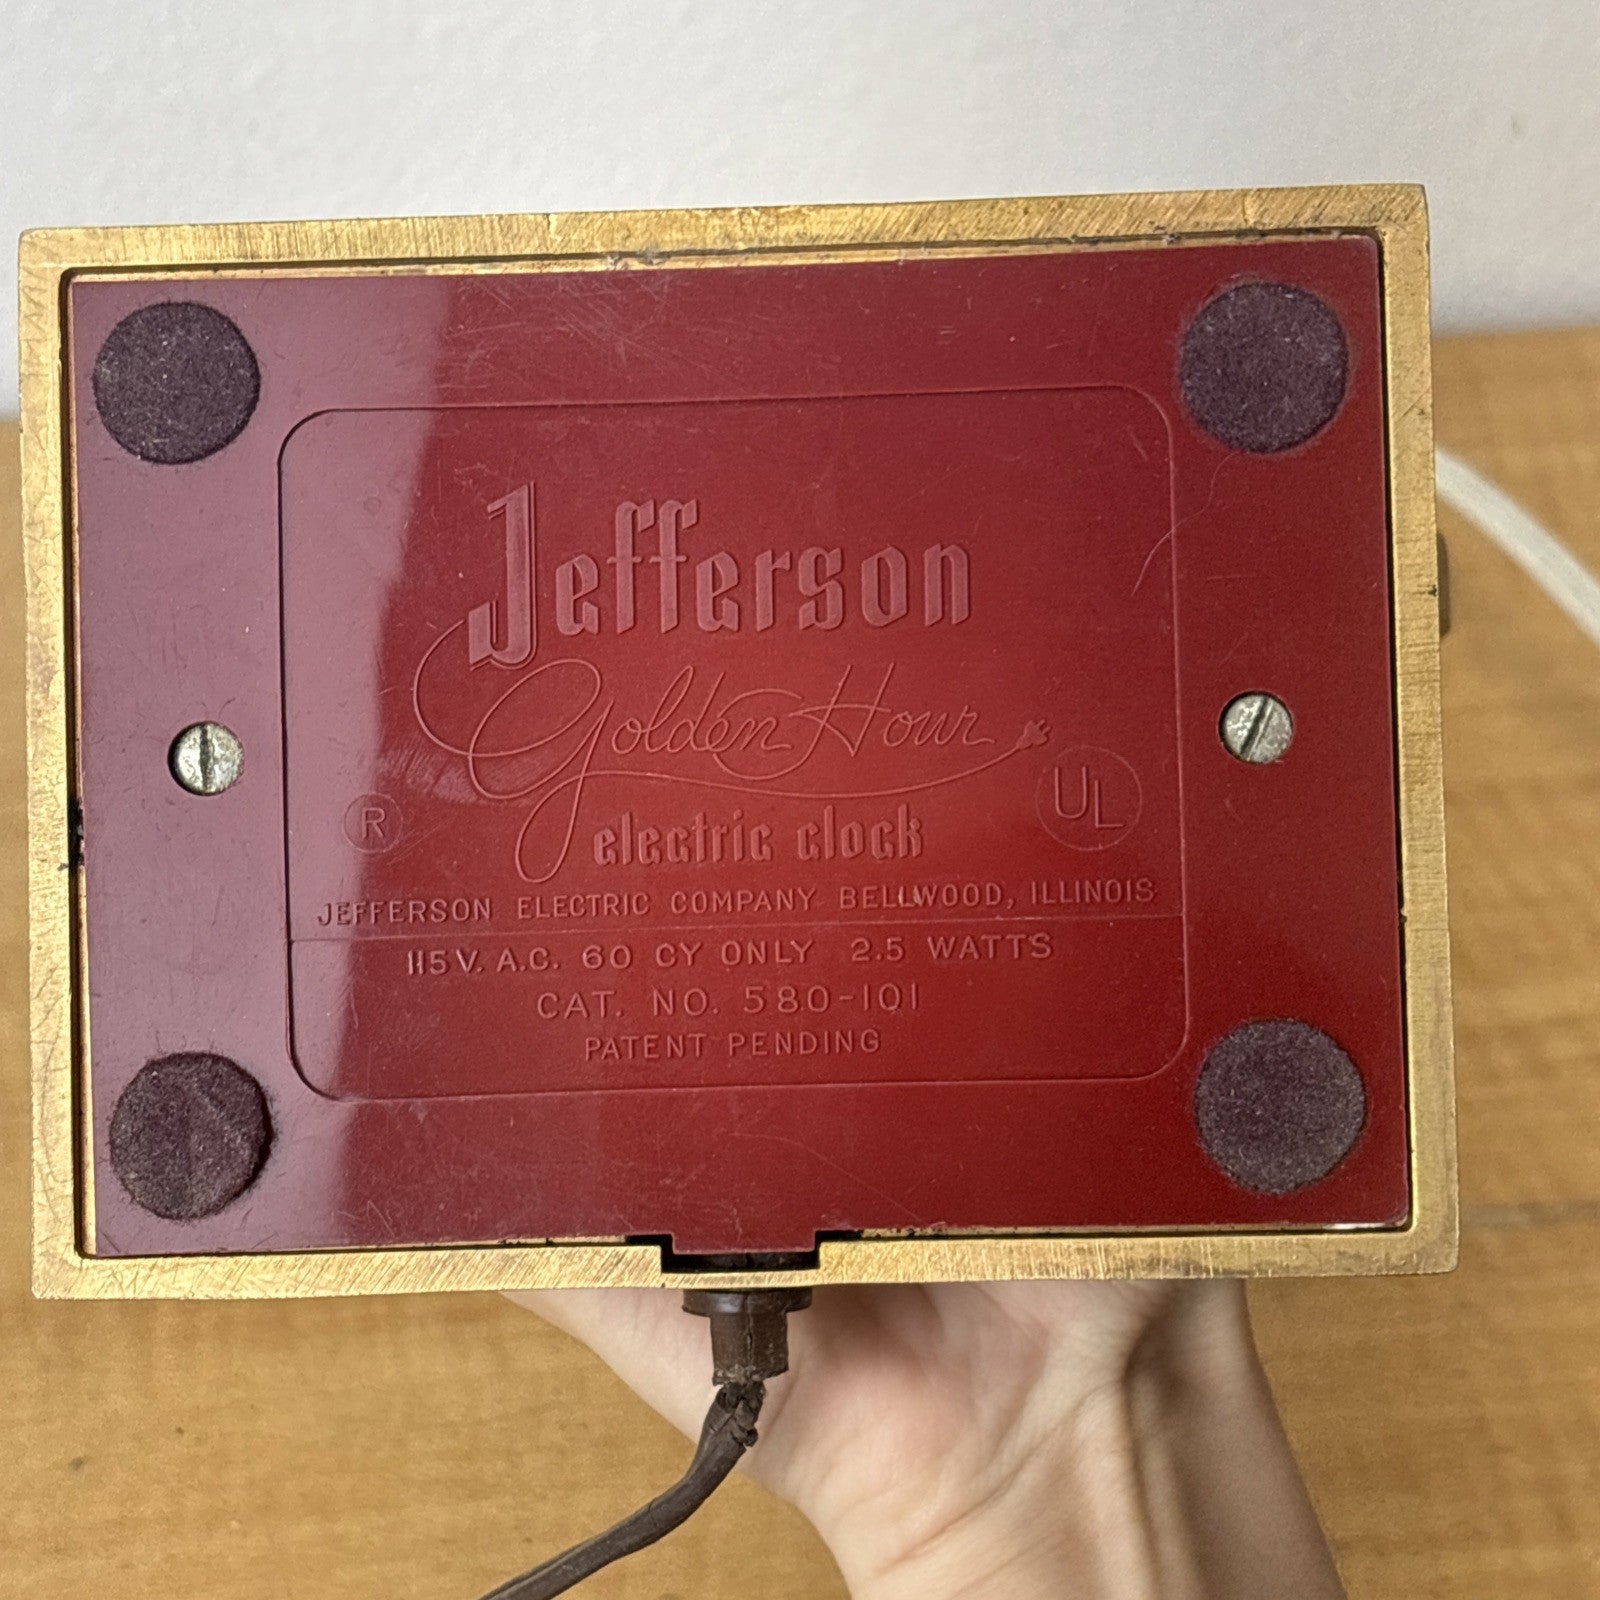 Jefferson
Golden Hour
R
UL
electric clock
JEFFERSON ELECTRIC COMPANY BELLWOOD, ILLINOIS
115 V. A.C. 60 CY ONLY 2.5 WATTS
CAT. NO. 580-101
PATENT PENDING